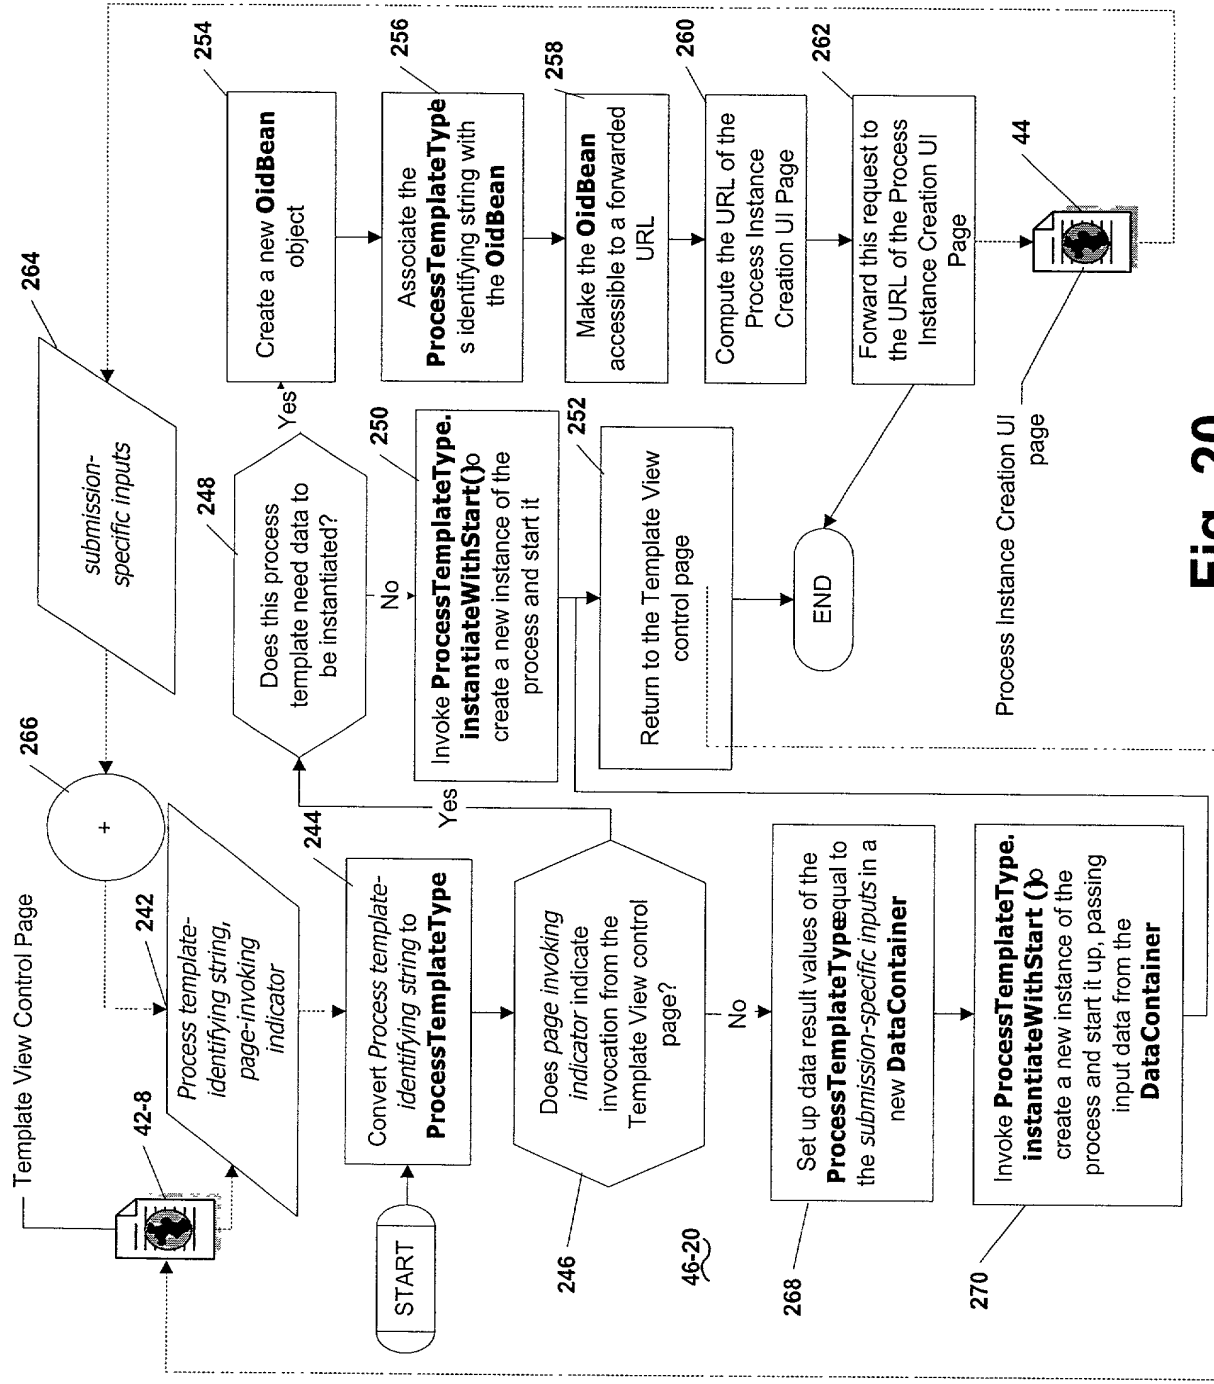 Template View Control Page
42-8
242
Process template-
identifying string,
page-invoking
indicator
266
+
264
submission-
specific inputs
START
244
Convert Process template-
identifying string to
ProcessTemplateType
246
Does page invoking
indicator indicate
invocation from the
Template View control
page?
Yes
No
46-20
268
Set up data result values of the
ProcessTemplateType equal to
the submission-specific inputs in a
new DataContainer
270
Invoke ProcessTemplateType.
instantiateWithStart ()o
create a new instance of the
process and start it up, passing
input data from the
DataContainer
248
Does this process
template need data to
be instantiated?
Yes
No
250
Invoke ProcessTemplateType.
instantiateWithStart()o
create a new instance of the
process and start it
252
Return to the Template View
control page
END
254
Create a new OidBean
object
256
Associate the
ProcessTemplateType
s identifying string with
the OidBean
258
Make the OidBean
accessible to a forwarded
URL
260
Compute the URL of the
Process Instance
Creation UI Page
262
Forward this request to
the URL of the Process
Instance Creation UI
Page
44
Process Instance Creation UI
page
Fig. 20